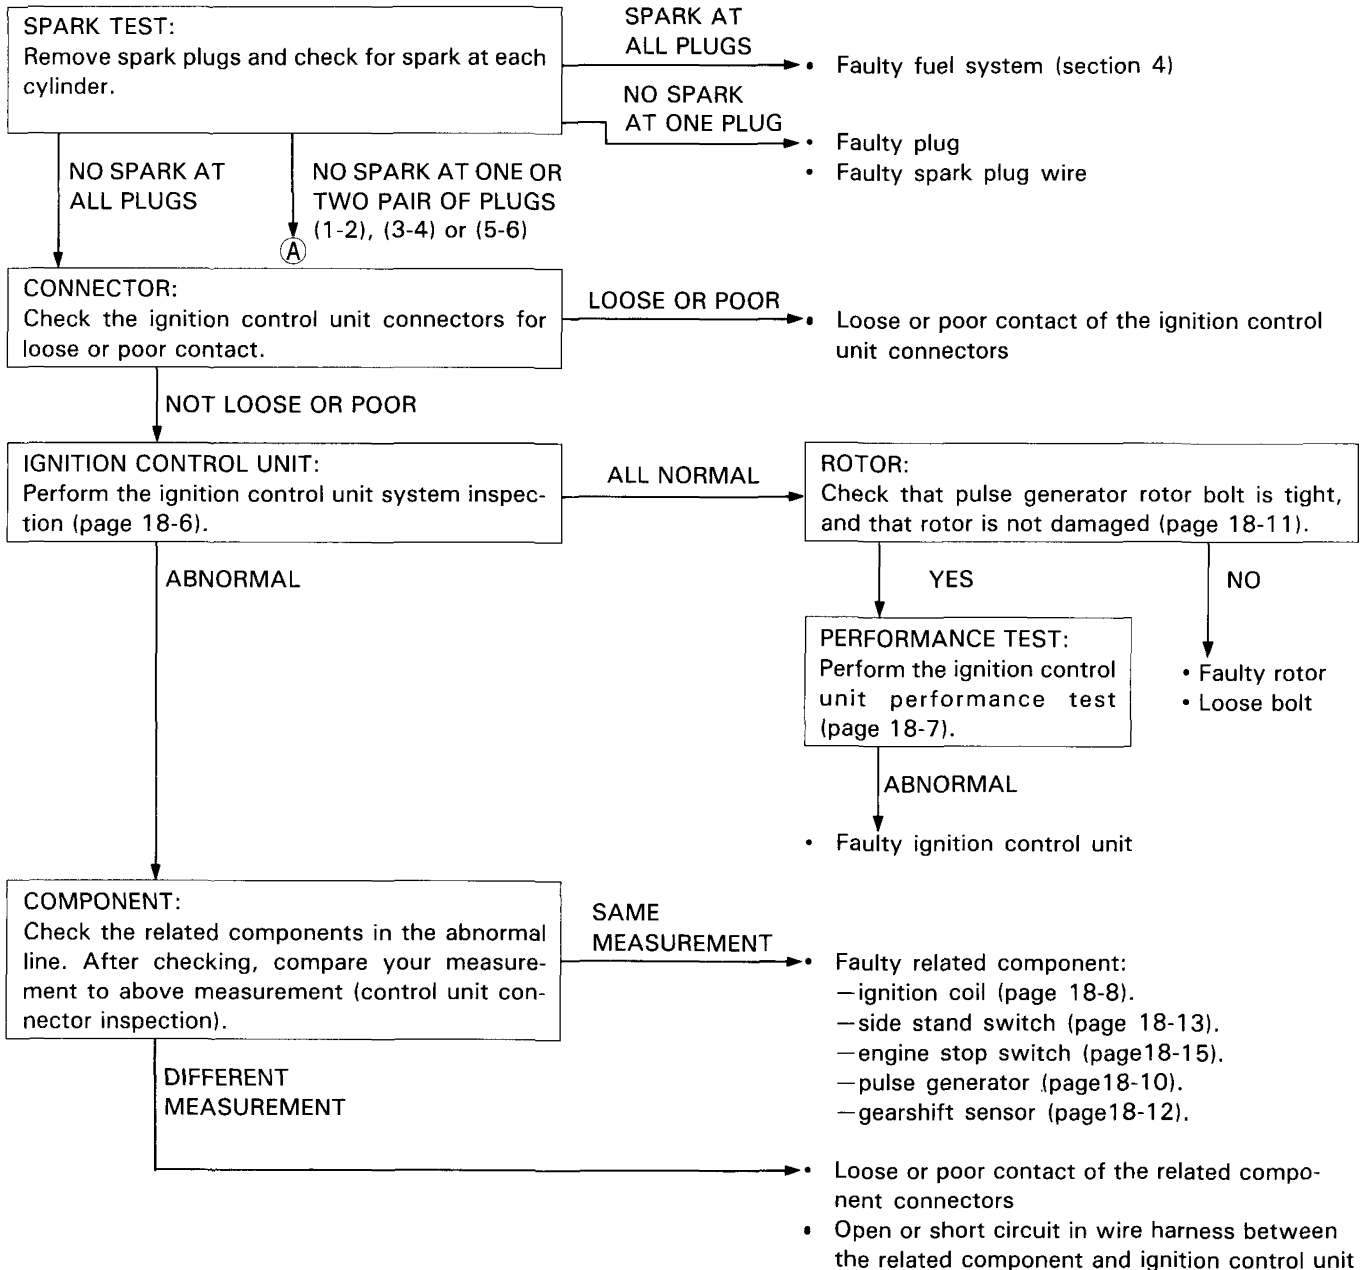 SPARK TEST:
Remove spark plugs and check for spark at each
cylinder.
SPARK AT
ALL PLUGS
• Faulty fuel system (section 4)
NO SPARK
AT ONE PLUG
• Faulty plug
• Faulty spark plug wire
NO SPARK AT
ALL PLUGS
NO SPARK AT ONE OR
TWO PAIR OF PLUGS
(1-2), (3-4) or (5-6)
Ⓐ
CONNECTOR:
Check the ignition control unit connectors for
loose or poor contact.
LOOSE OR POOR
• Loose or poor contact of the ignition control
unit connectors
NOT LOOSE OR POOR
IGNITION CONTROL UNIT:
Perform the ignition control unit system inspec-
tion (page 18-6).
ALL NORMAL
ROTOR:
Check that pulse generator rotor bolt is tight,
and that rotor is not damaged (page 18-11).
ABNORMAL
YES
NO
PERFORMANCE TEST:
Perform the ignition control
unit performance test
(page 18-7).
• Faulty rotor
• Loose bolt
ABNORMAL
• Faulty ignition control unit
COMPONENT:
Check the related components in the abnormal
line. After checking, compare your measure-
ment to above measurement (control unit con-
nector inspection).
SAME
MEASUREMENT
• Faulty related component:
—ignition coil (page 18-8).
—side stand switch (page 18-13).
—engine stop switch (page18-15).
—pulse generator (page18-10).
—gearshift sensor (page18-12).
DIFFERENT
MEASUREMENT
• Loose or poor contact of the related compo-
nent connectors
• Open or short circuit in wire harness between
the related component and ignition control unit